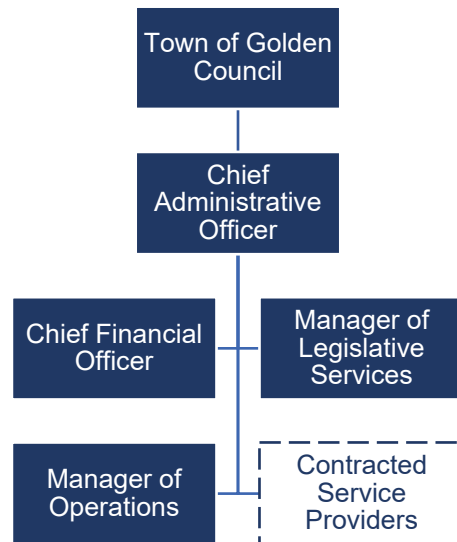 Town of Golden
Council
Chief
Administrative
Officer
Chief Financial
Officer
Manager of
Legislative
Services
Manager of
Operations
Contracted
Service
Providers